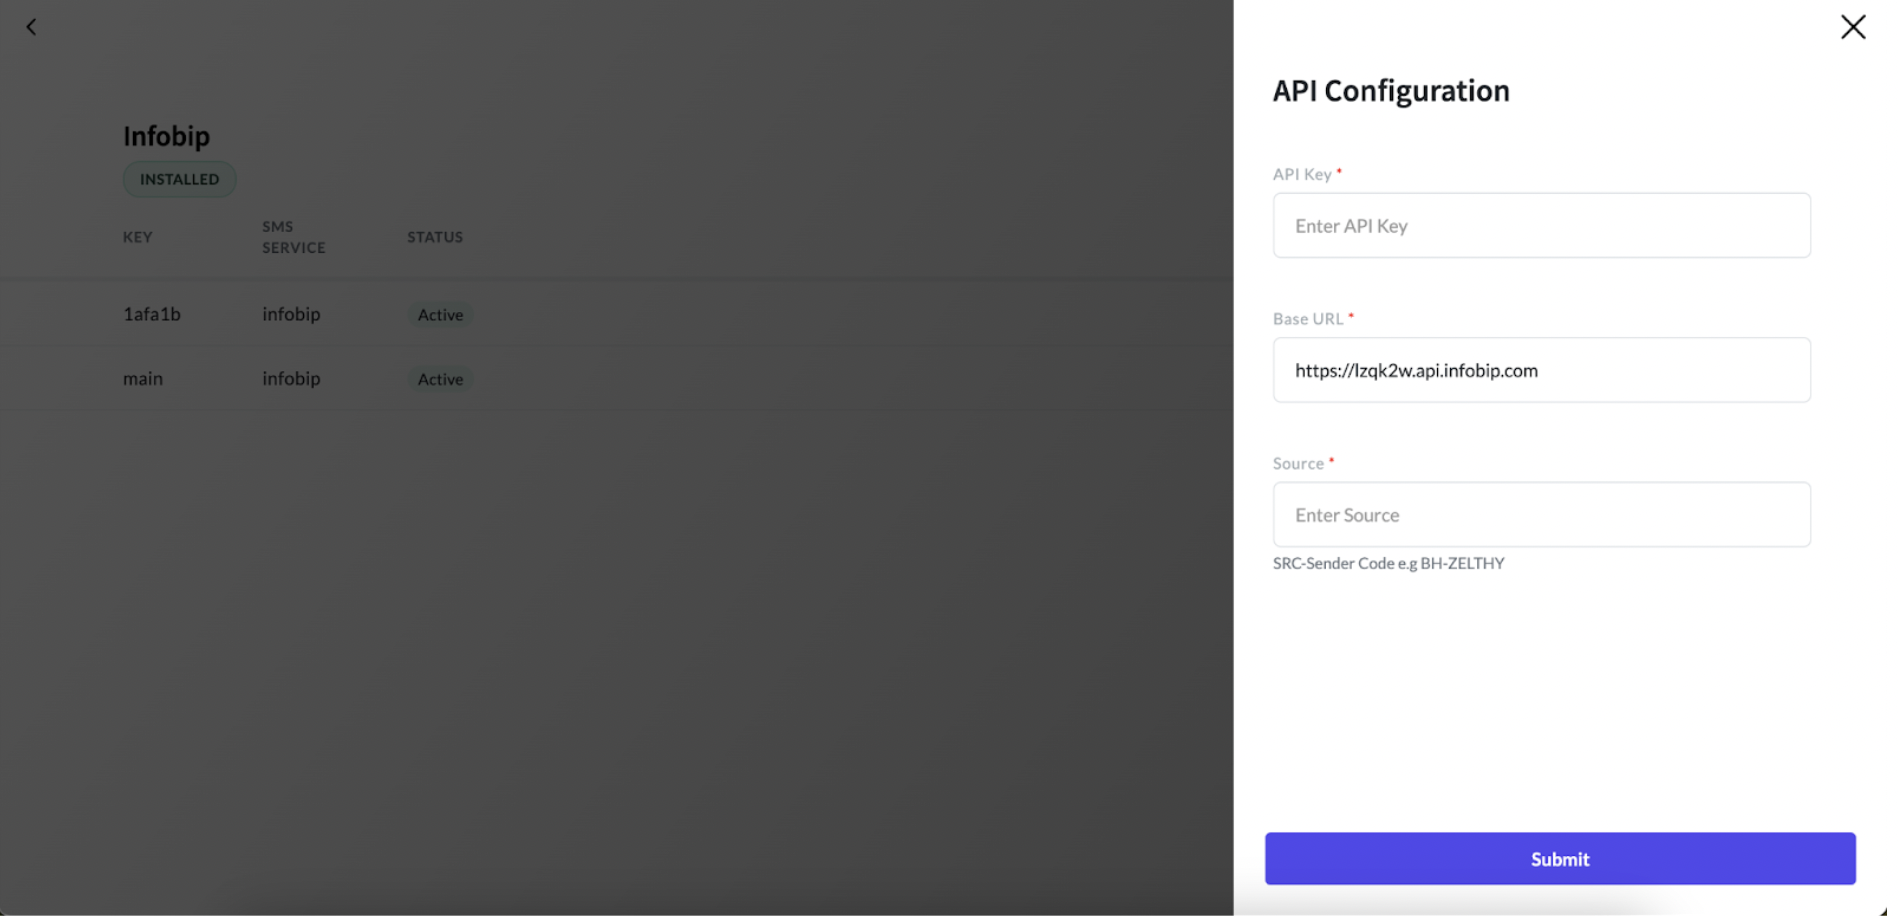 Infobip
INSTALLED
KEY SMS SERVICE STATUS
1afa1b infobip Active
main infobip Active
API Configuration
API Key *
Enter API Key
Base URL *
https://lzqk2w.api.infobip.com
Source *
Enter Source
SRC-Sender Code e.g BH-ZELTHY
Submit